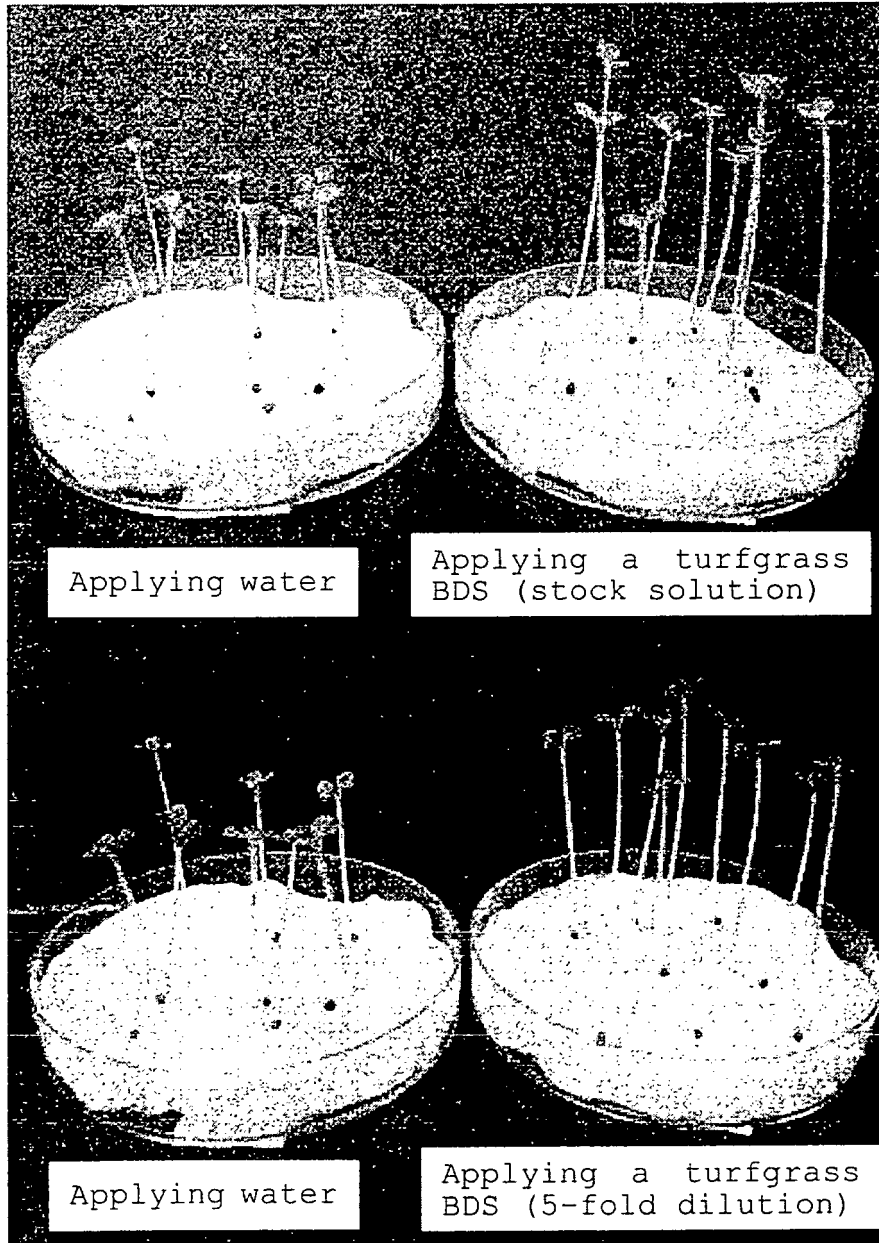 Applying water
Applying a turfgrass
BDS (stock solution)
Applying water
Applying a turfgrass
BDS (5-fold dilution)